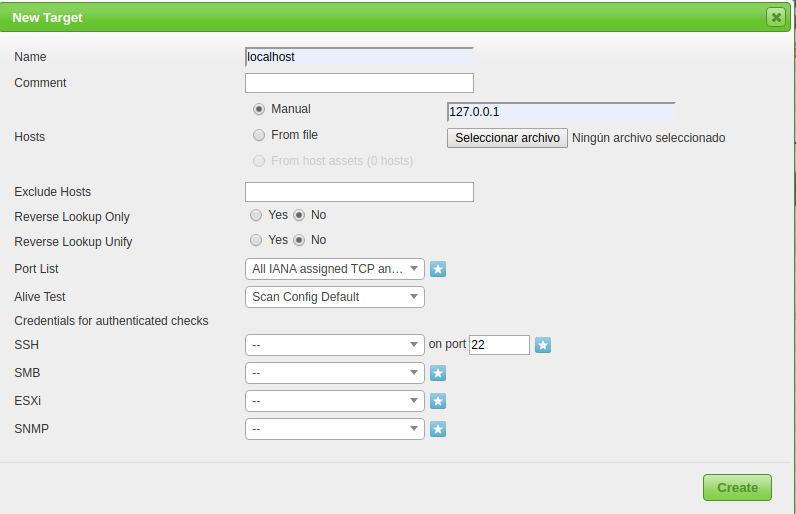 New Target
Name localhost
Comment
Hosts
Manual 127.0.0.1
From file Seleccionar archivo Ningún archivo seleccionado
From host assets (0 hosts)
Exclude Hosts
Reverse Lookup Only Yes No
Reverse Lookup Unify Yes No
Port List All IANA assigned TCP an...
Alive Test Scan Config Default
Credentials for authenticated checks
SSH -- on port 22
SMB --
ESXi --
SNMP --
Create